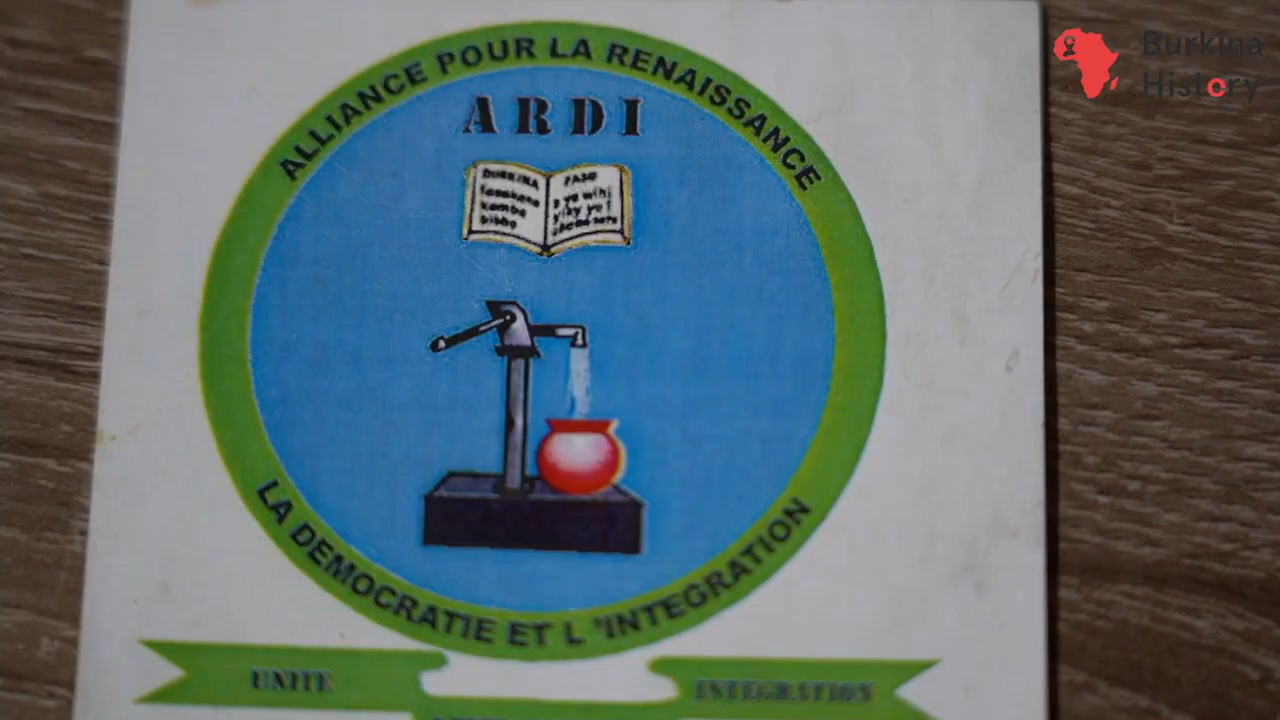 ALLIANCE POUR LA RENAISSANCE
ARDI
BURKINA
FASO
LA DEMOCRATIE ET L 'INTEGRATION
UNITE
INTEGRATION
Burkina
History